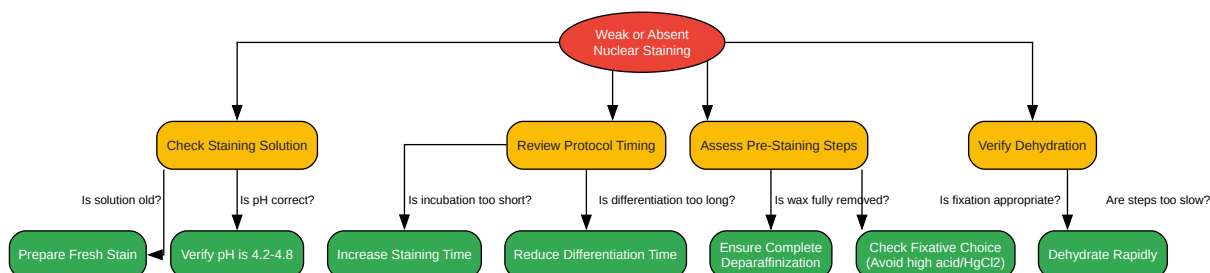 Weak or Absent
Nuclear Staining
Check Staining Solution
Review Protocol Timing
Assess Pre-Staining Steps
Verify Dehydration
Is solution old?
Is pH correct?
Is incubation too short?
Is differentiation too long?
Is wax fully removed?
Is fixation appropriate?
Are steps too slow?
Prepare Fresh Stain
Verify pH is 4.2-4.8
Increase Staining Time
Reduce Differentiation Time
Ensure Complete
Deparaffinization
Check Fixative Choice
(Avoid high acid/HgCl2)
Dehydrate Rapidly